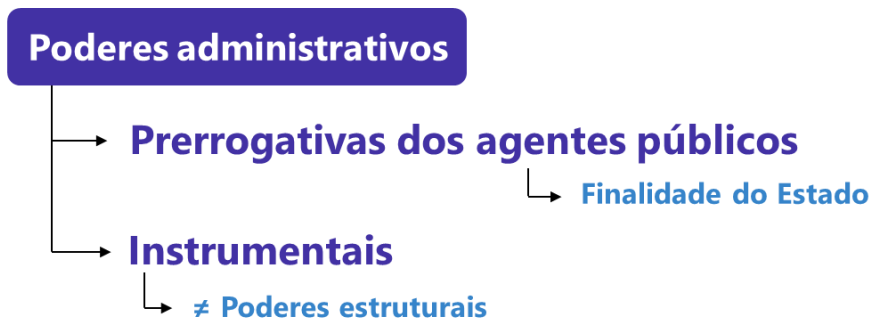 Poderes administrativos
Prerrogativas dos agentes públicos
Finalidade do Estado
Instrumentais
≠ Poderes estruturais